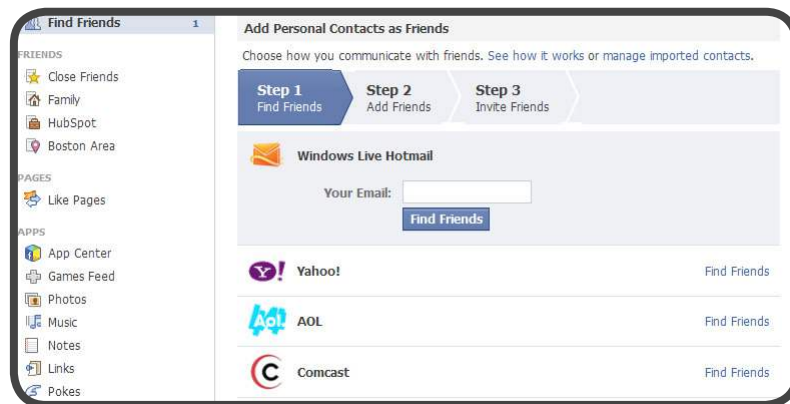 Find Friends 1
FRIENDS
Close Friends
Family
HubSpot
Boston Area
PAGES
Like Pages
APPS
App Center
Games Feed
Photos
Music
Notes
Links
Pokes
Add Personal Contacts as Friends
Choose how you communicate with friends. See how it works or manage imported contacts.
Step 1
Find Friends
Step 2
Add Friends
Step 3
Invite Friends
Windows Live Hotmail
Your Email:
Find Friends
Y! Yahoo! Find Friends
Aol AOL Find Friends
C Comcast Find Friends